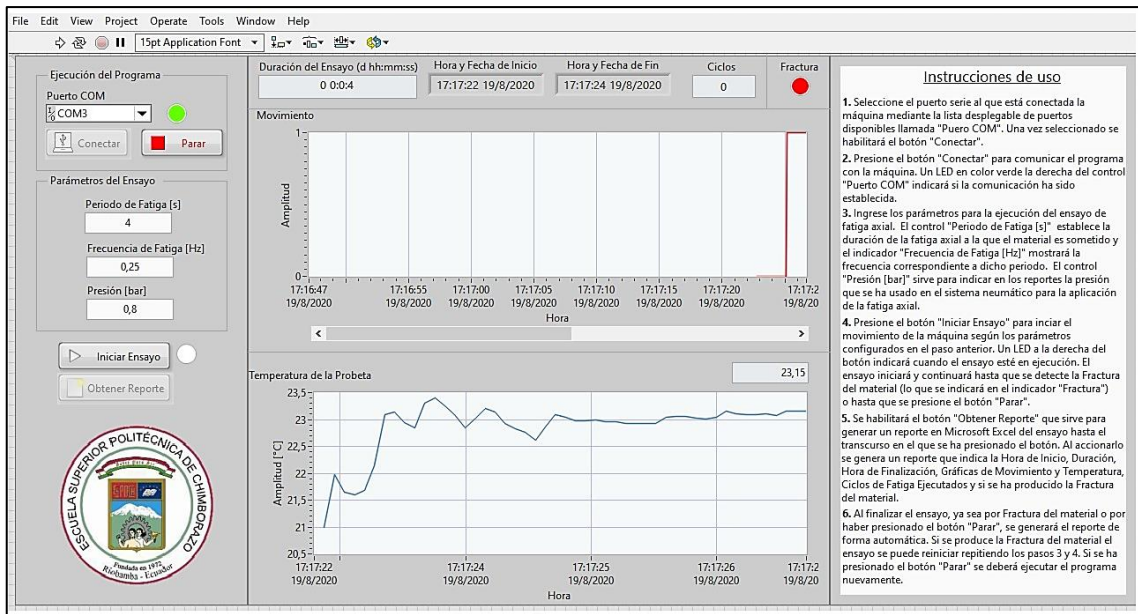 File Edit View Project Operate Tools Window Help
15pt Application Font
Ejecución del Programa
Puerto COM
COM3
Conectar
Parar
Parámetros del Ensayo
Periodo de Fatiga [s]
4
Frecuencia de Fatiga [Hz]
0,25
Presión [bar]
0,8
Iniciar Ensayo
Obtener Reporte
ESCUELA SUPERIOR POLITÉCNICA DE CHIMBORAZO
Fundada en 1972
Riobamba - Ecuador
Duración del Ensayo (d hh:mm:ss)
0 0:0:4
Hora y Fecha de Inicio
17:17:22 19/8/2020
Hora y Fecha de Fin
17:17:24 19/8/2020
Ciclos
0
Fractura
Movimiento
Amplitud
1
0
17:16:47 17:16:55 17:17:00 17:17:05 17:17:10 17:17:15 17:17:20 17:17:2
19/8/2020 19/8/2020 19/8/2020 19/8/2020 19/8/2020 19/8/2020 19/8/2020 19/8/20
Hora
Temperatura de la Probeta
23,15
Amplitud [°C]
23,5
23
22,5
22
21,5
21
20,5
17:17:22 17:17:24 17:17:25 17:17:26 17:17:2
19/8/2020 19/8/2020 19/8/2020 19/8/2020 19/8/20
Hora
Instrucciones de uso
1. Seleccione el puerto serie al que está conectada la
máquina mediante la lista desplegable de puertos
disponibles llamada "Puero COM". Una vez seleccionado se
habilitará el botón "Conectar".
2. Presione el botón "Conectar" para comunicar el programa
con la máquina. Un LED en color verde la derecha del control
"Puerto COM" indicará si la comunicación ha sido
establecida.
3. Ingrese los parámetros para la ejecución del ensayo de
fatiga axial. El control "Periodo de Fatiga [s]" establece la
duración de la fatiga axial a la que el material es sometido y
el indicador "Frecuencia de Fatiga [Hz]" mostrará la
frecuencia correspondiente a dicho periodo. El control
"Presión [bar]" sirve para indicar en los reportes la presión
que se ha usado en el sistema neumático para la aplicación
de la fatiga axial.
4. Presione el botón "Iniciar Ensayo" para inciar el
movimiento de la máquina según los parámetros
configurados en el paso anterior. Un LED a la derecha del
botón indicará cuando el ensayo esté en ejecución. El
ensayo iniciará y continuará hasta que se detecte la Fractura
del material (lo que se indicará en el indicador "Fractura")
o hasta que se presione el botón "Parar".
5. Se habilitará el botón "Obtener Reporte" que sirve para
generar un reporte en Microsoft Excel del ensayo hasta el
transcurso en el que se ha presionado el botón. Al accionarlo
se genera un reporte que indica la Hora de Inicio, Duración,
Hora de Finalización, Gráficas de Movimiento y Temperatura,
Ciclos de Fatiga Ejecutados y si se ha producido la Fractura
del material.
6. Al finalizar el ensayo, ya sea por Fractura del material o por
haber presionado el botón "Parar", se generará el reporte de
forma automática. Si se produce la Fractura del material el
ensayo se puede reiniciar repitiendo los pasos 3 y 4. Si se ha
presionado el botón "Parar" se deberá ejecutar el programa
nuevamente.